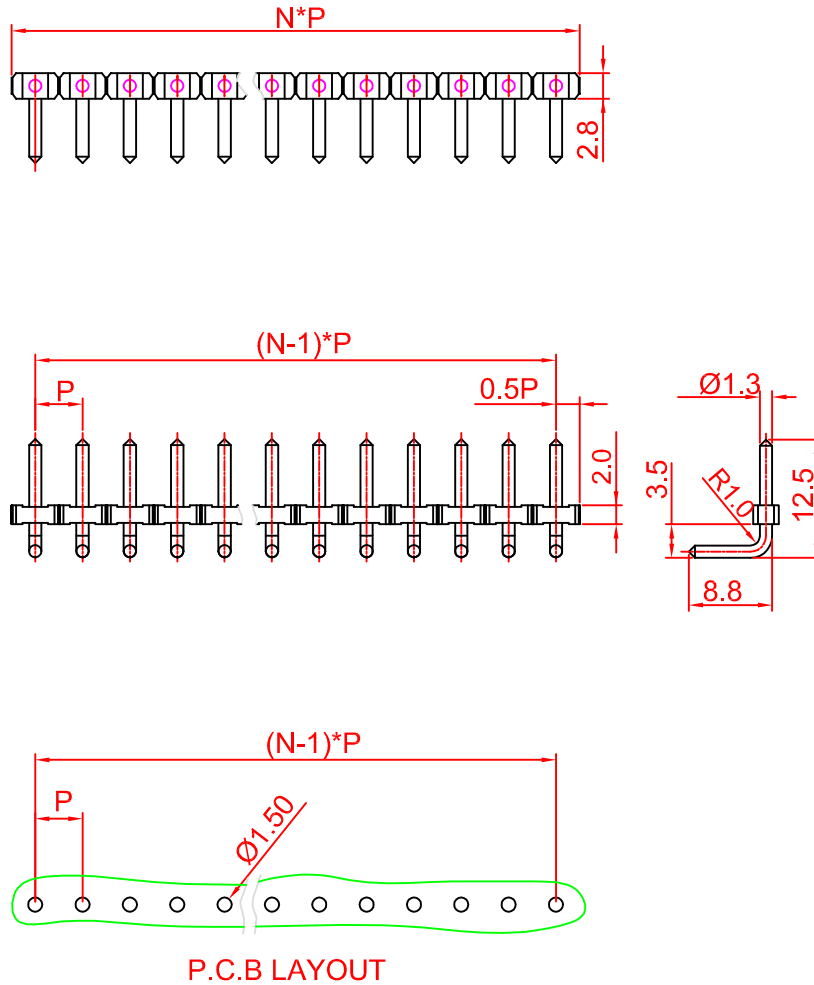 N*P
2.8
(N-1)*P
P
0.5P
Ø1.3
2.0
3.5
R1.0
12.5
8.8
(N-1)*P
P
Ø1.50
P.C.B LAYOUT